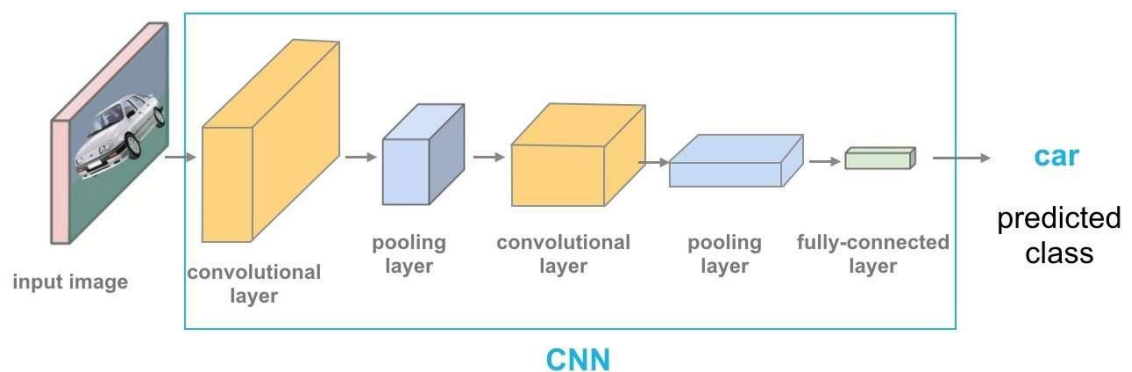 input image
convolutional
layer
pooling
layer
convolutional
layer
pooling
layer
fully-connected
layer
car
predicted
class
CNN